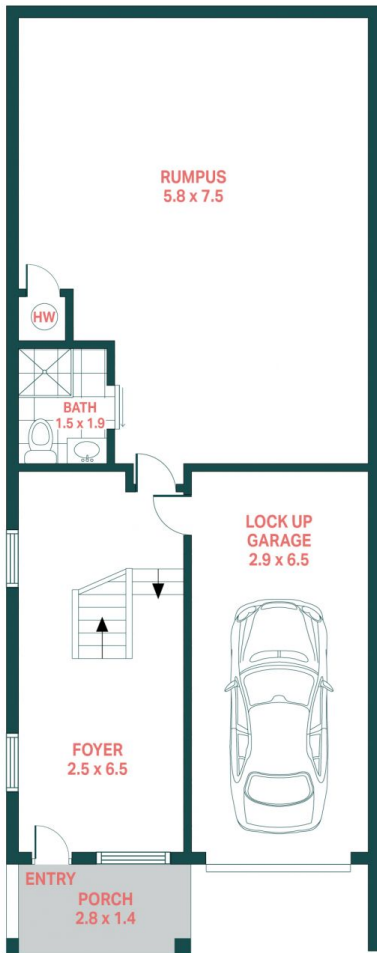 RUMPUS
5.8 x 7.5
HW
BATH
1.5 x 1.9
LOCK UP
GARAGE
2.9 x 6.5
FOYER
2.5 x 6.5
ENTRY
PORCH
2.8 x 1.4